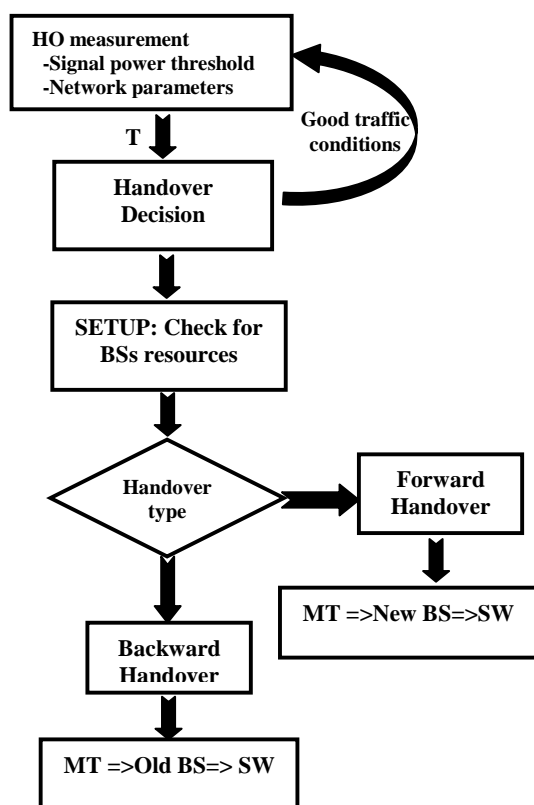 HO measurement
-Signal power threshold
-Network parameters
Good traffic
conditions
T
Handover
Decision
SETUP: Check for
BSs resources
Handover
type
Forward
Handover
MT =>New BS=>SW
Backward
Handover
MT =>Old BS=> SW